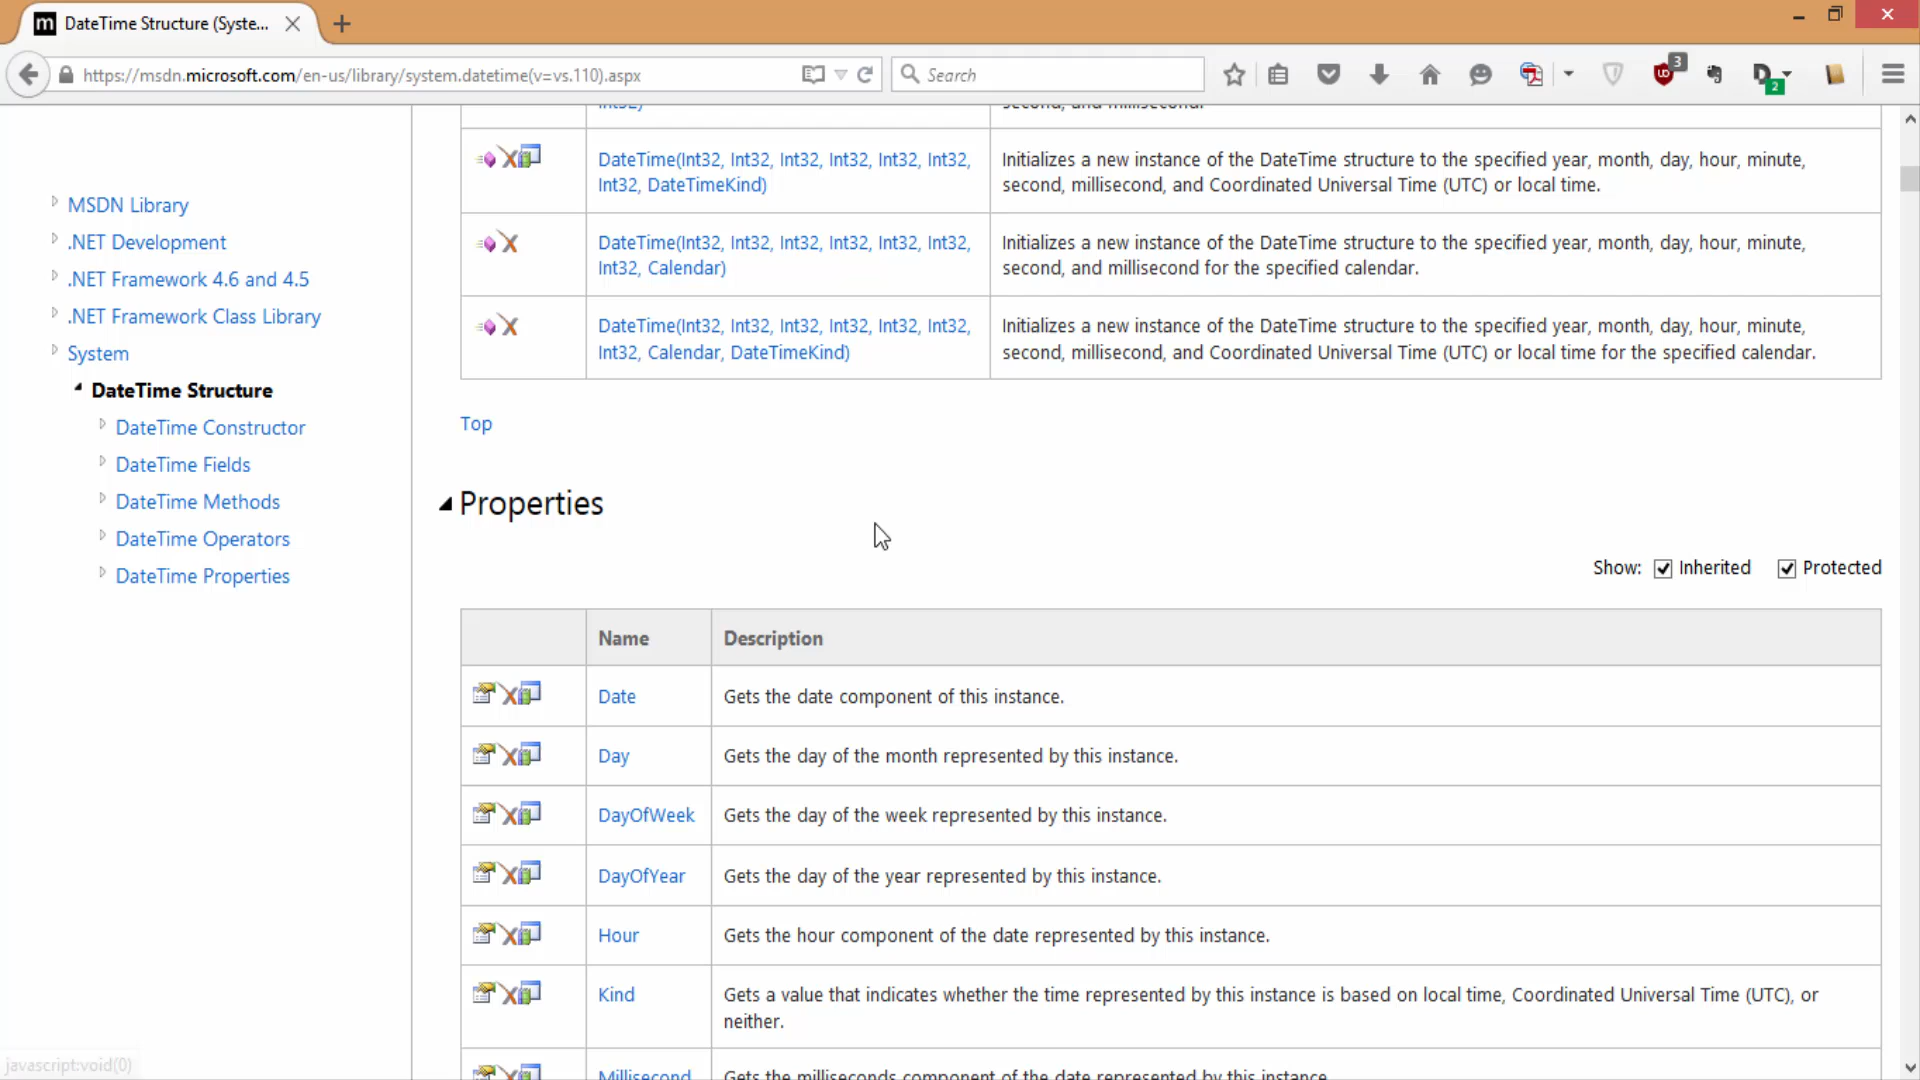 DateTime Structure (Syste...
https://msdn.microsoft.com/en-us/library/system.datetime(v=vs.110).aspx
Search
3
2
MSDN Library
.NET Development
.NET Framework 4.6 and 4.5
.NET Framework Class Library
System
DateTime Structure
DateTime Constructor
DateTime Fields
DateTime Methods
DateTime Operators
DateTime Properties
Int32)
second, and millisecond.
DateTime(Int32, Int32, Int32, Int32, Int32, Int32,
Int32, DateTimeKind)
Initializes a new instance of the DateTime structure to the specified year, month, day, hour, minute,
second, millisecond, and Coordinated Universal Time (UTC) or local time.
DateTime(Int32, Int32, Int32, Int32, Int32, Int32,
Int32, Calendar)
Initializes a new instance of the DateTime structure to the specified year, month, day, hour, minute,
second, and millisecond for the specified calendar.
DateTime(Int32, Int32, Int32, Int32, Int32, Int32,
Int32, Calendar, DateTimeKind)
Initializes a new instance of the DateTime structure to the specified year, month, day, hour, minute,
second, millisecond, and Coordinated Universal Time (UTC) or local time for the specified calendar.
Top
Properties
Show: Inherited Protected
Name Description
Date Gets the date component of this instance.
Day Gets the day of the month represented by this instance.
DayOfWeek Gets the day of the week represented by this instance.
DayOfYear Gets the day of the year represented by this instance.
Hour Gets the hour component of the date represented by this instance.
Kind Gets a value that indicates whether the time represented by this instance is based on local time, Coordinated Universal Time (UTC), or
neither.
Millisecond Gets the milliseconds component of the date represented by this instance.
javascript:void(0)